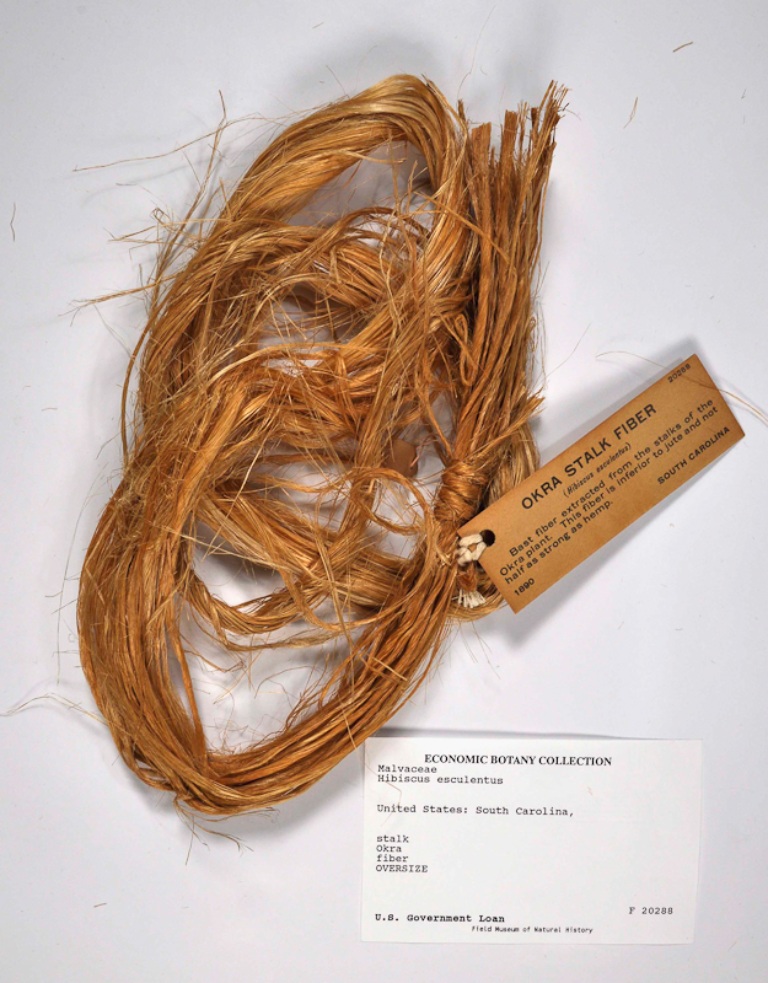 20288
OKRA STALK FIBER
(Hibiscus esculentus)
Bast fiber extracted from the stalks of the
Okra plant. This fiber is inferior to jute and not
half as strong as hemp.
SOUTH CAROLINA
1890
ECONOMIC BOTANY COLLECTION
Malvaceae
Hibiscus esculentus
United States: South Carolina,
stalk
Okra
fiber
OVERSIZE
F 20288
U.S. Government Loan
Field Museum of Natural History